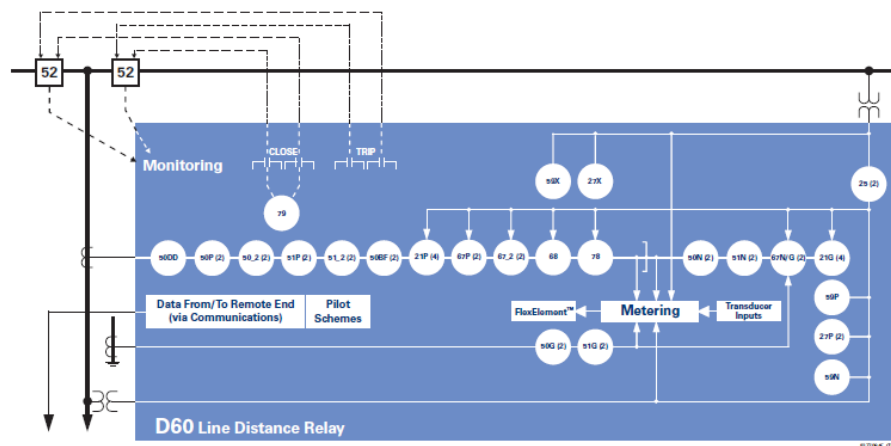 52
52
CLOSE
TRIP
Monitoring
59X
27X
25 (2)
79
50DD
50P (2)
50_2 (2)
51P (2)
51_2 (2)
50BF (2)
21P (4)
67P (2)
67_2 (2)
68
78
50N (2)
51N (2)
67N/G (2)
21G (4)
Data From/To Remote End
(via Communications)
Pilot
Schemes
FlexElement™
Metering
Transducer
Inputs
59P
27P (2)
59N
50G (2)
51G (2)
D60 Line Distance Relay